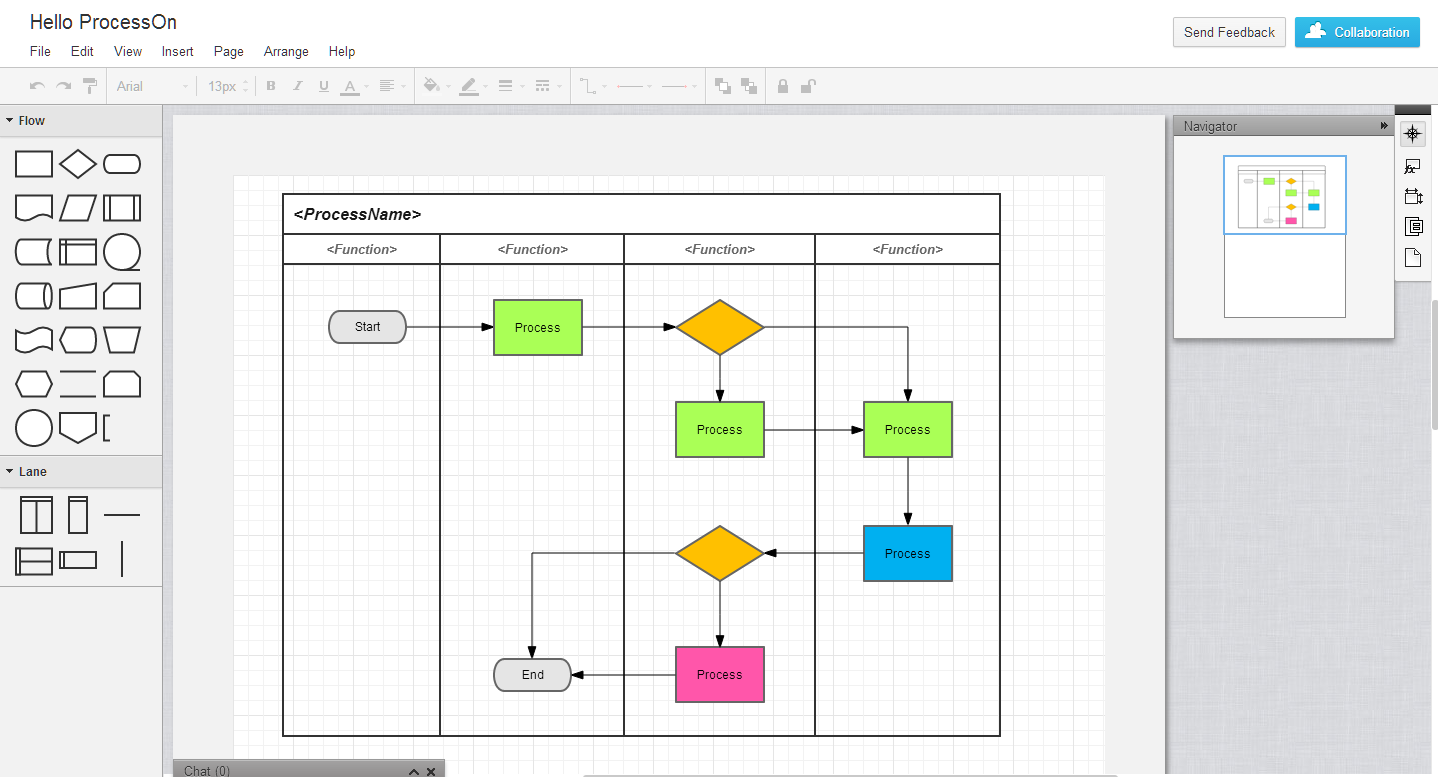 Hello ProcessOn
File Edit View Insert Page Arrange Help
Send Feedback
Collaboration
Arial 13px B I U A
Flow
Navigator
fx
<ProcessName>
<Function> <Function> <Function> <Function>
Start
Process
Process
Process
Lane
Process
End
Process
Chat (0)